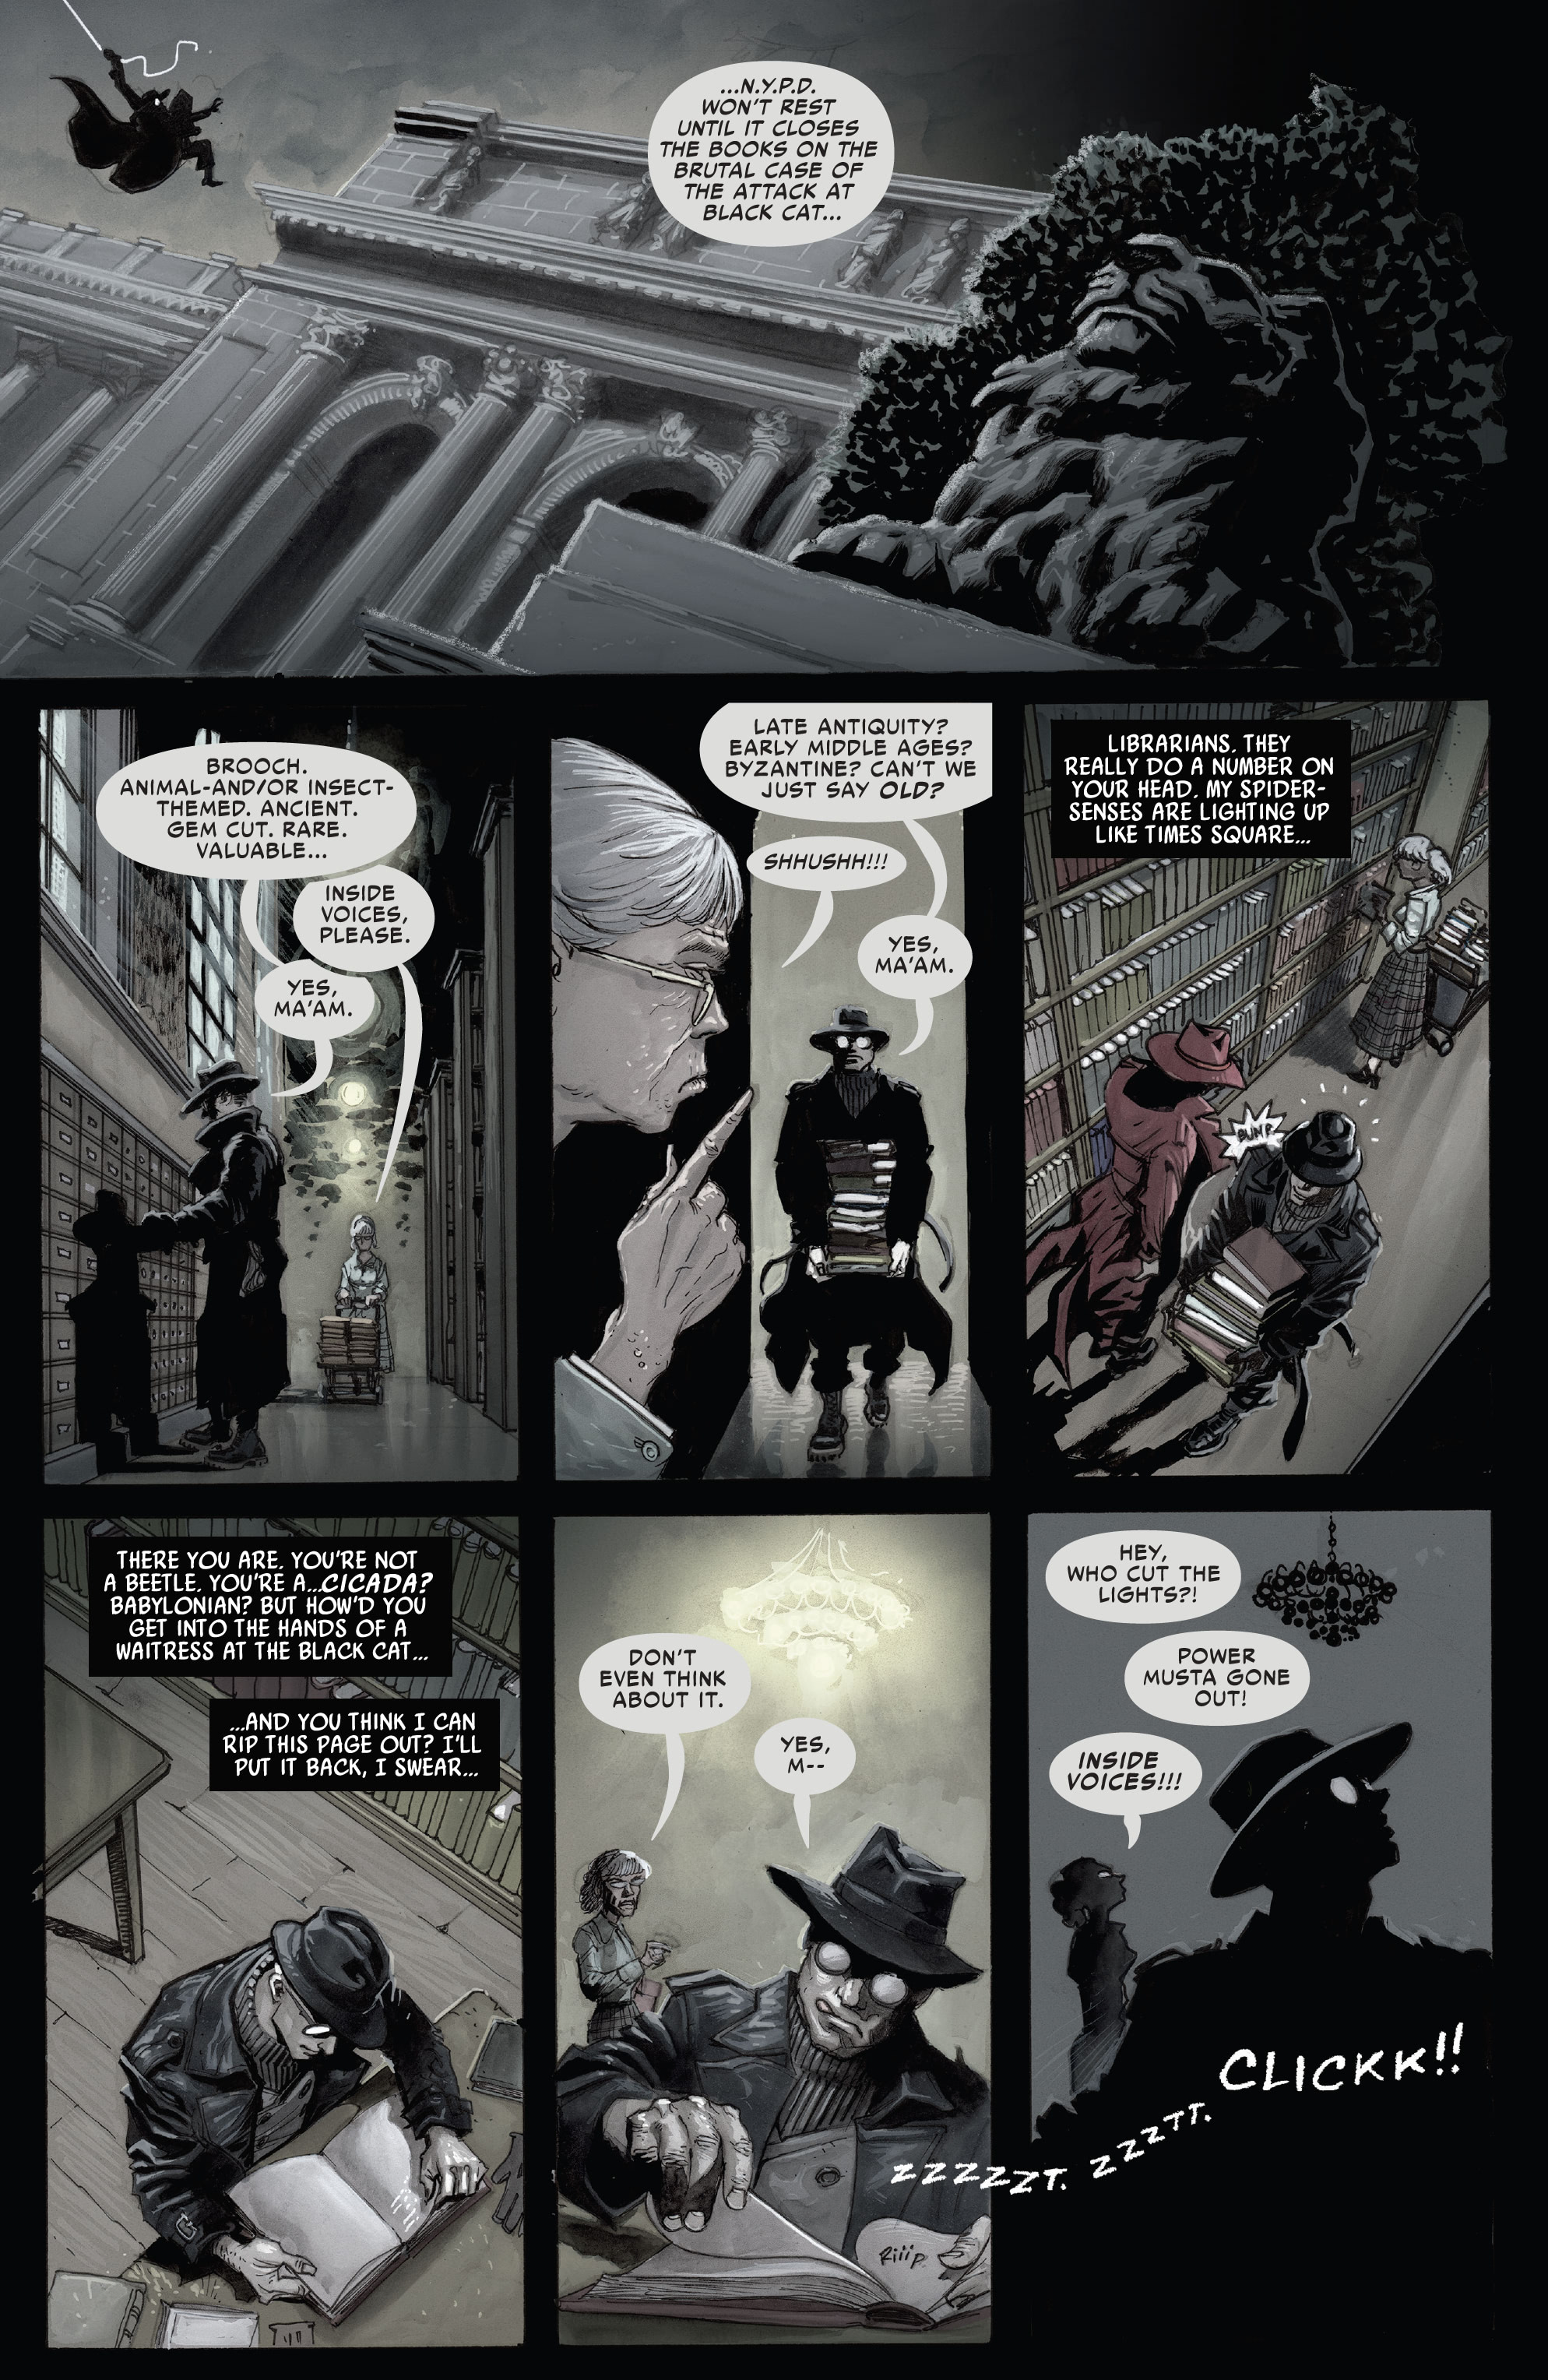 ...N.Y.P.D.
WON'T REST
UNTIL IT CLOSES
THE BOOKS ON THE
BRUTAL CASE OF
THE ATTACK AT
BLACK CAT...
BROOCH.
ANIMAL-AND/OR INSECT-
THEMED. ANCIENT.
GEM CUT. RARE.
VALUABLE...
INSIDE
VOICES,
PLEASE.
YES,
MA'AM.
LATE ANTIQUITY?
EARLY MIDDLE AGES?
BYZANTINE? CAN'T WE
JUST SAY OLD?
SHHUSHH!!!
YES,
MA'AM.
LIBRARIANS. THEY
REALLY DO A NUMBER ON
YOUR HEAD. MY SPIDER-
SENSES ARE LIGHTING UP
LIKE TIMES SQUARE...
BUMP
THERE YOU ARE. YOU'RE NOT
A BEETLE. YOU'RE A...CICADA?
BABYLONIAN? BUT HOW'D YOU
GET INTO THE HANDS OF A
WAITRESS AT THE BLACK CAT...
...AND YOU THINK I CAN
RIP THIS PAGE OUT? I'LL
PUT IT BACK, I SWEAR...
DON'T
EVEN THINK
ABOUT IT.
YES,
M--
Riiip
HEY,
WHO CUT THE
LIGHTS?!
POWER
MUSTA GONE
OUT!
INSIDE
VOICES!!!
ZZZZZT. ZZZZTT. CLICKK!!